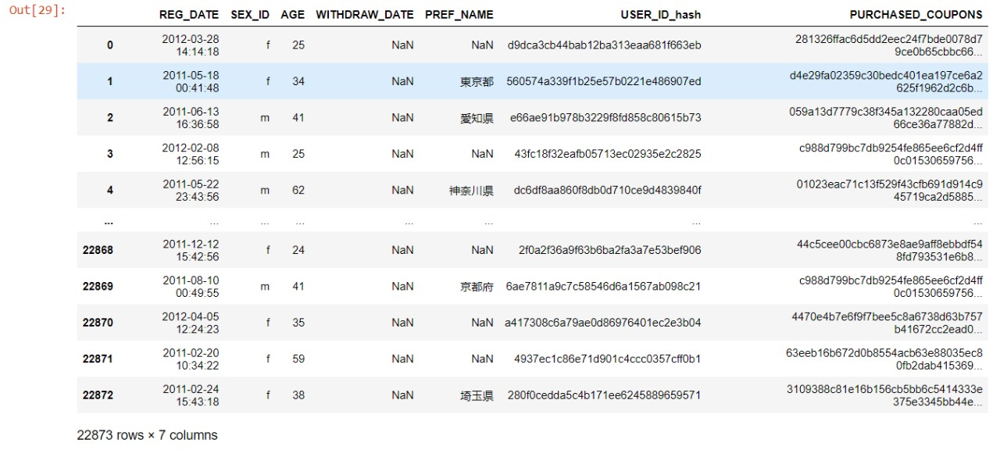 Out[29]:
REG_DATE SEX_ID AGE WITHDRAW_DATE PREF_NAME USER_ID_hash PURCHASED_COUPONS
0 2012-03-28 14:14:18 f 25 NaN NaN d9dca3cb44bab12ba313eaa681f663eb 281326ffac6d5dd2eec24f7bde0078d7 9ce0b65cbbc66...
1 2011-05-18 00:41:48 f 34 NaN 東京都 560574a339f1b25e57b0221e486907ed d4e29fa02359c30bedc401ea197ce6a2 625f1962d2c6b...
2 2011-06-13 16:36:58 m 41 NaN 愛知県 e66ae91b978b3229f8fd858c80615b73 059a13d7779c38f345a132280caa05ed 66ce36a77882d...
3 2012-02-08 12:56:15 m 25 NaN NaN 43fc18f32eafb05713ec02935e2c2825 c988d799bc7db9254fe865ee6cf2d4ff 0c01530659756...
4 2011-05-22 23:43:56 m 62 NaN 神奈川県 dc6df8aa860f8db0d710ce9d4839840f 01023eac71c13f529f43cfb691d914c9 45719ca2d5885...
... ... ... ... ... ... ... ...
22868 2011-12-12 15:42:56 f 24 NaN NaN 2f0a2f36a9f63b6ba2fa3a7e53bef906 44c5cee00cbc6873e8ae9aff8ebbdf54 8fd793531e6b8...
22869 2011-08-10 00:49:55 m 41 NaN 京都府 6ae7811a9c7c58546d6a1567ab098c21 c988d799bc7db9254fe865ee6cf2d4ff 0c01530659756...
22870 2012-04-05 12:24:23 f 35 NaN NaN a417308c6a79ae0d86976401ec2e3b04 4470e4b7e6f9f7bee5c8a6738d63b757 b41672cc2ead0...
22871 2011-02-20 10:34:22 f 59 NaN NaN 4937ec1c86e71d901c4ccc0357cff0b1 63eeb16b672d0b8554acb63e88035ec8 0fb2dab415369...
22872 2011-02-24 15:43:18 f 38 NaN 埼玉県 280f0cedda5c4b171ee6245889659571 3109388c81e16b156cb5bb6c5414333e 375e3345bb44e...
22873 rows × 7 columns